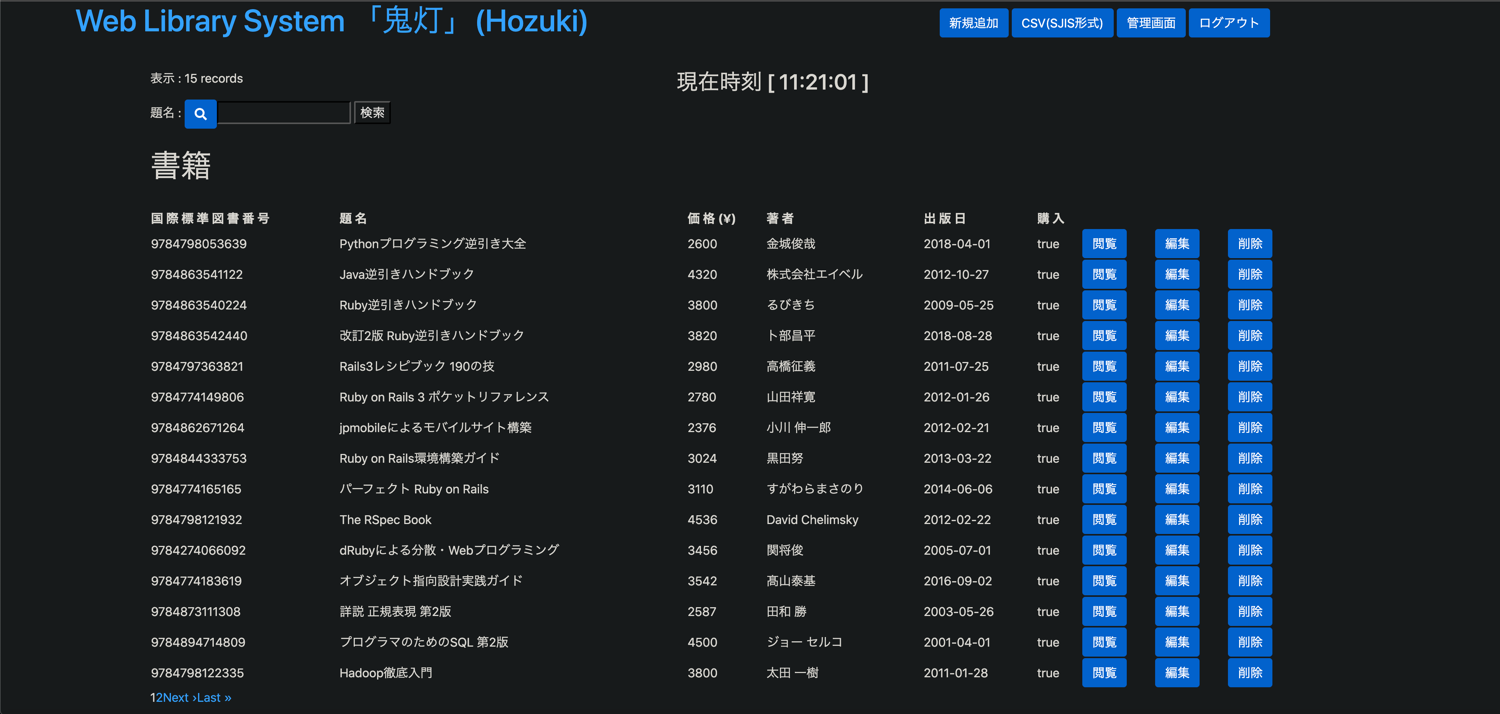 Web Library System 「鬼灯」 (Hozuki) 新規追加 CSV(SJIS形式) 管理画面 ログアウト
表示 : 15 records 現在時刻 [ 11:21:01 ]
題名 : 検索
書籍
国際標準図書番号 題名 価格(¥) 著者 出版日 購入
9784798053639 Pythonプログラミング逆引き大全 2600 金城俊哉 2018-04-01 true 閲覧 編集 削除
9784863541122 Java逆引きハンドブック 4320 株式会社エイベル 2012-10-27 true 閲覧 編集 削除
9784863540224 Ruby逆引きハンドブック 3800 るびきち 2009-05-25 true 閲覧 編集 削除
9784863542440 改訂2版 Ruby逆引きハンドブック 3820 卜部昌平 2018-08-28 true 閲覧 編集 削除
9784797363821 Rails3レシピブック 190の技 2980 高橋征義 2011-07-25 true 閲覧 編集 削除
9784774149806 Ruby on Rails 3 ポケットリファレンス 2780 山田祥寛 2012-01-26 true 閲覧 編集 削除
9784862671264 jpmobileによるモバイルサイト構築 2376 小川 伸一郎 2012-02-21 true 閲覧 編集 削除
9784844333753 Ruby on Rails環境構築ガイド 3024 黒田努 2013-03-22 true 閲覧 編集 削除
9784774165165 パーフェクト Ruby on Rails 3110 すがわらまさのり 2014-06-06 true 閲覧 編集 削除
9784798121932 The RSpec Book 4536 David Chelimsky 2012-02-22 true 閲覧 編集 削除
9784274066092 dRubyによる分散・Webプログラミング 3456 関将俊 2005-07-01 true 閲覧 編集 削除
9784774183619 オブジェクト指向設計実践ガイド 3542 髙山泰基 2016-09-02 true 閲覧 編集 削除
9784873111308 詳説 正規表現 第2版 2587 田和 勝 2003-05-26 true 閲覧 編集 削除
9784894714809 プログラマのためのSQL 第2版 4500 ジョー セルコ 2001-04-01 true 閲覧 編集 削除
9784798122335 Hadoop徹底入門 3800 太田 一樹 2011-01-28 true 閲覧 編集 削除
12Next ›Last »